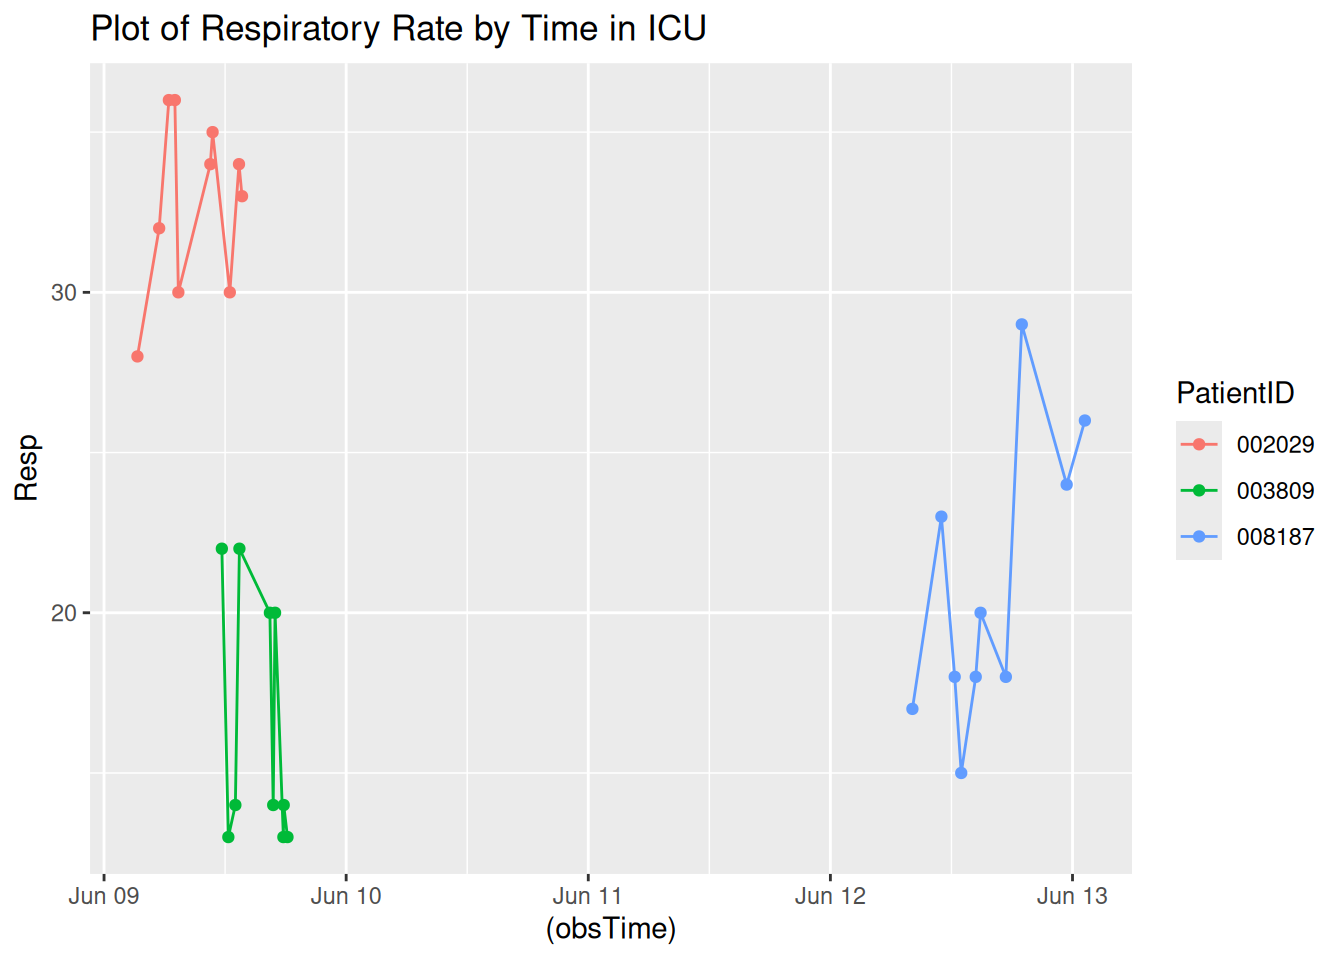 Plot of Respiratory Rate by Time in ICU
Resp
30
20
Jun 09
Jun 10
Jun 11
Jun 12
Jun 13
(obsTime)
PatientID
002029
003809
008187